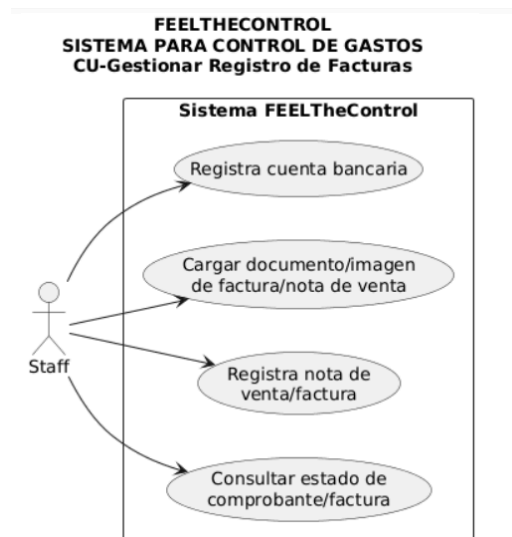 FEELTHECONTROL
SISTEMA PARA CONTROL DE GASTOS
CU-Gestionar Registro de Facturas
Sistema FEELTheControl
Registra cuenta bancaria
Cargar documento/imagen
de factura/nota de venta
Staff
Registra nota de
venta/factura
Consultar estado de
comprobante/factura